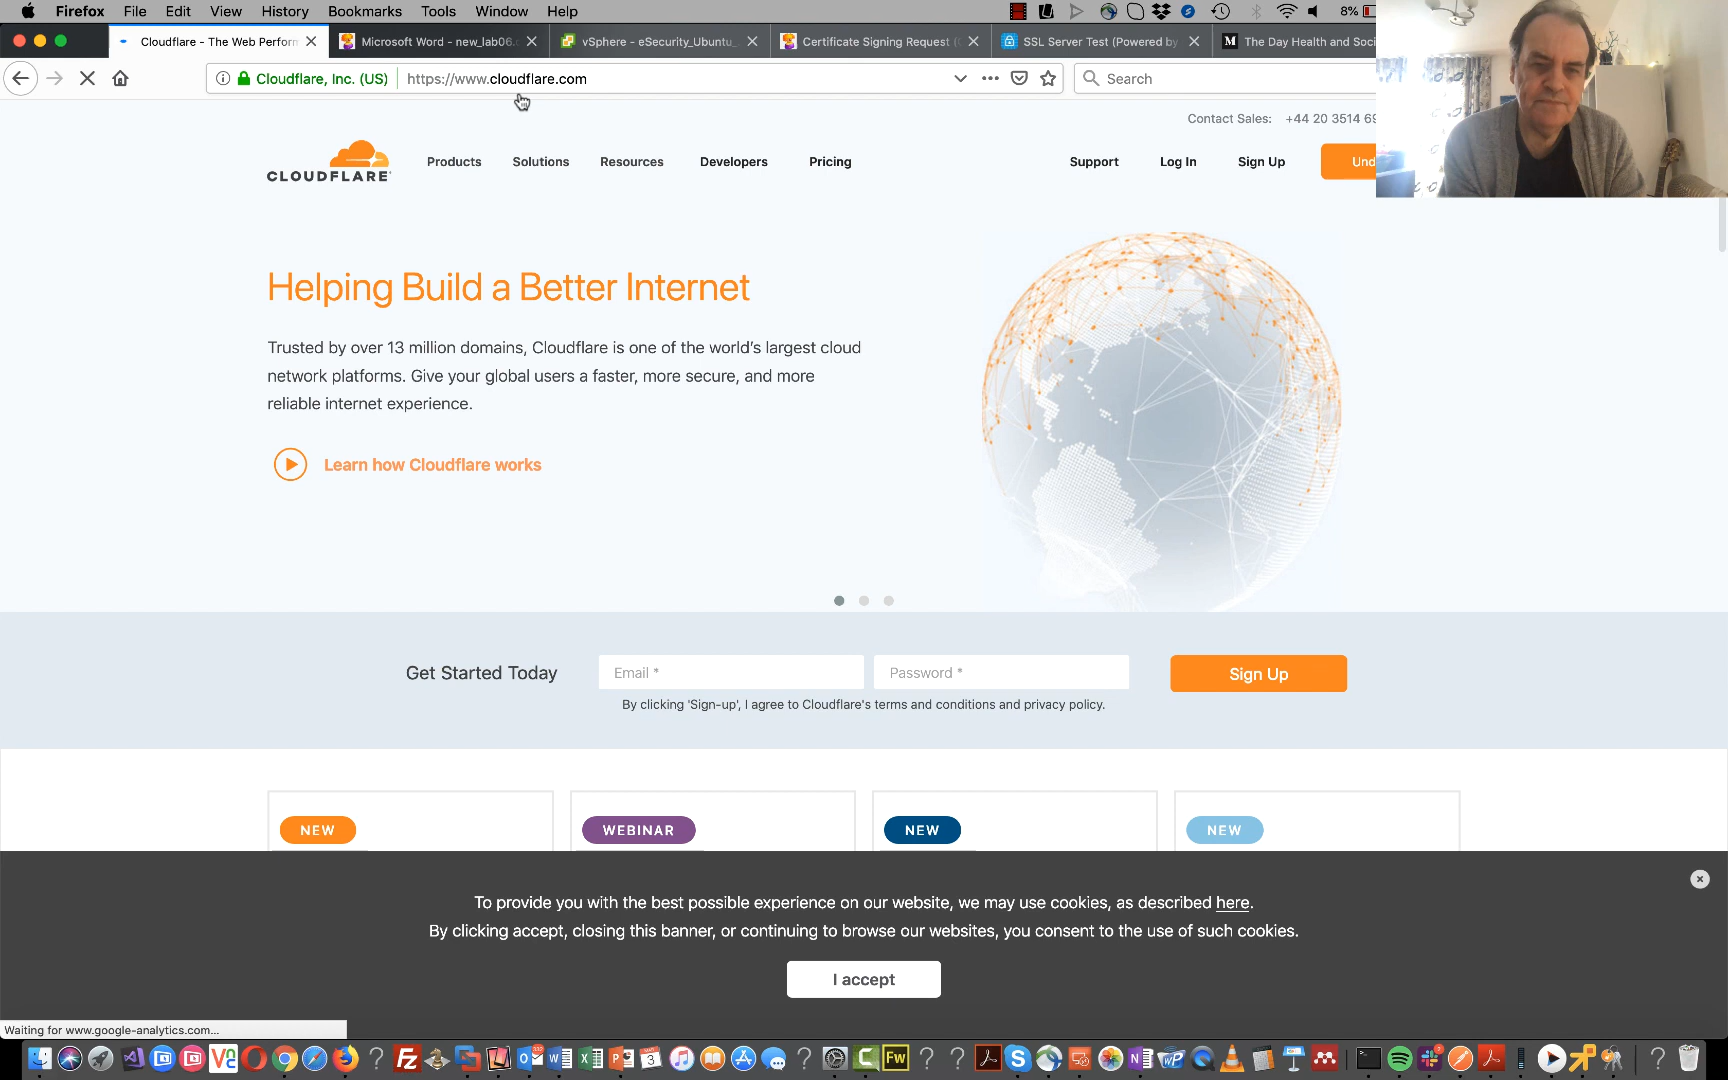 Firefox File Edit View History Bookmarks Tools Window Help 8%
Cloudflare - The Web Perform
Microsoft Word - new_lab06.
vSphere - eSecurity_Ubuntu_
Certificate Signing Request (
SSL Server Test (Powered by
M The Day Health and Soci
Cloudflare, Inc. (US) https://www.cloudflare.com
Search
Contact Sales: +44 20 3514 69
CLOUDFLARE
Products Solutions Resources Developers Pricing
Support Log In Sign Up Und
Helping Build a Better Internet
Trusted by over 13 million domains, Cloudflare is one of the world's largest cloud
network platforms. Give your global users a faster, more secure, and more
reliable internet experience.
Learn how Cloudflare works
Get Started Today Email * Password * Sign Up
By clicking 'Sign-up', I agree to Cloudflare's terms and conditions and privacy policy.
NEW WEBINAR NEW NEW
To provide you with the best possible experience on our website, we may use cookies, as described here.
By clicking accept, closing this banner, or continuing to browse our websites, you consent to the use of such cookies.
I accept
Waiting for www.google-analytics.com...